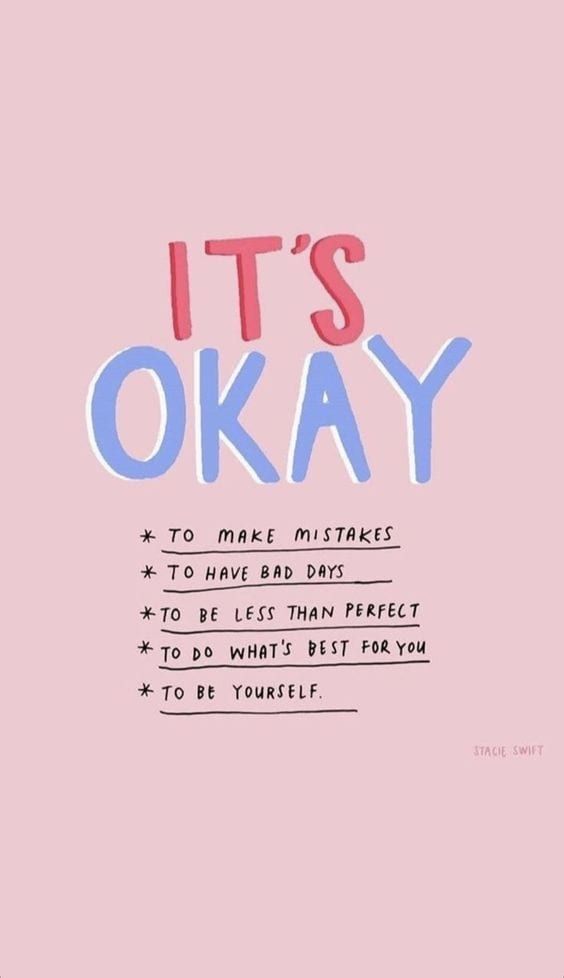 IT'S
OKAY
* TO MAKE MISTAKES
* TO HAVE BAD DAYS
* TO BE LESS THAN PERFECT
* TO DO WHAT'S BEST FOR YOU
* TO BE YOURSELF.
STACIE SWIFT